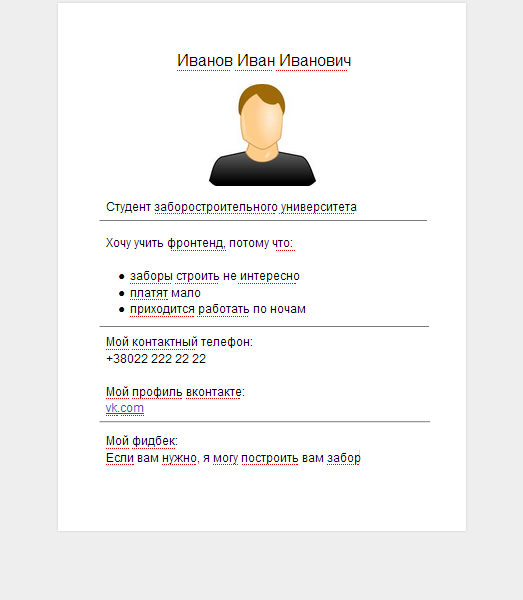 Иванов Иван Иванович
Студент заборостроительного университета
Хочу учить фронтенд, потому что:
заборы строить не интересно
платят мало
приходится работать по ночам
Мой контактный телефон:
+38022 222 22 22
Мой профиль вконтакте:
vk.com
Мой фидбек:
Если вам нужно, я могу построить вам забор